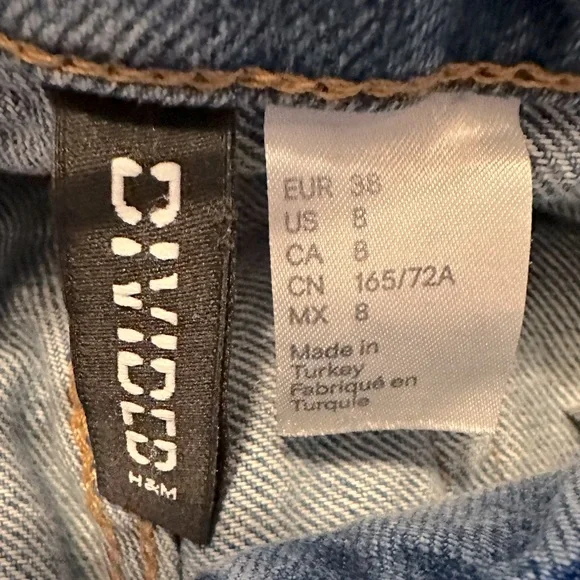 DIVIDED
H&M
EUR 38
US 8
CA 8
CN 165/72A
MX 8
Made in
Turkey
Fabriqué en
Turquie